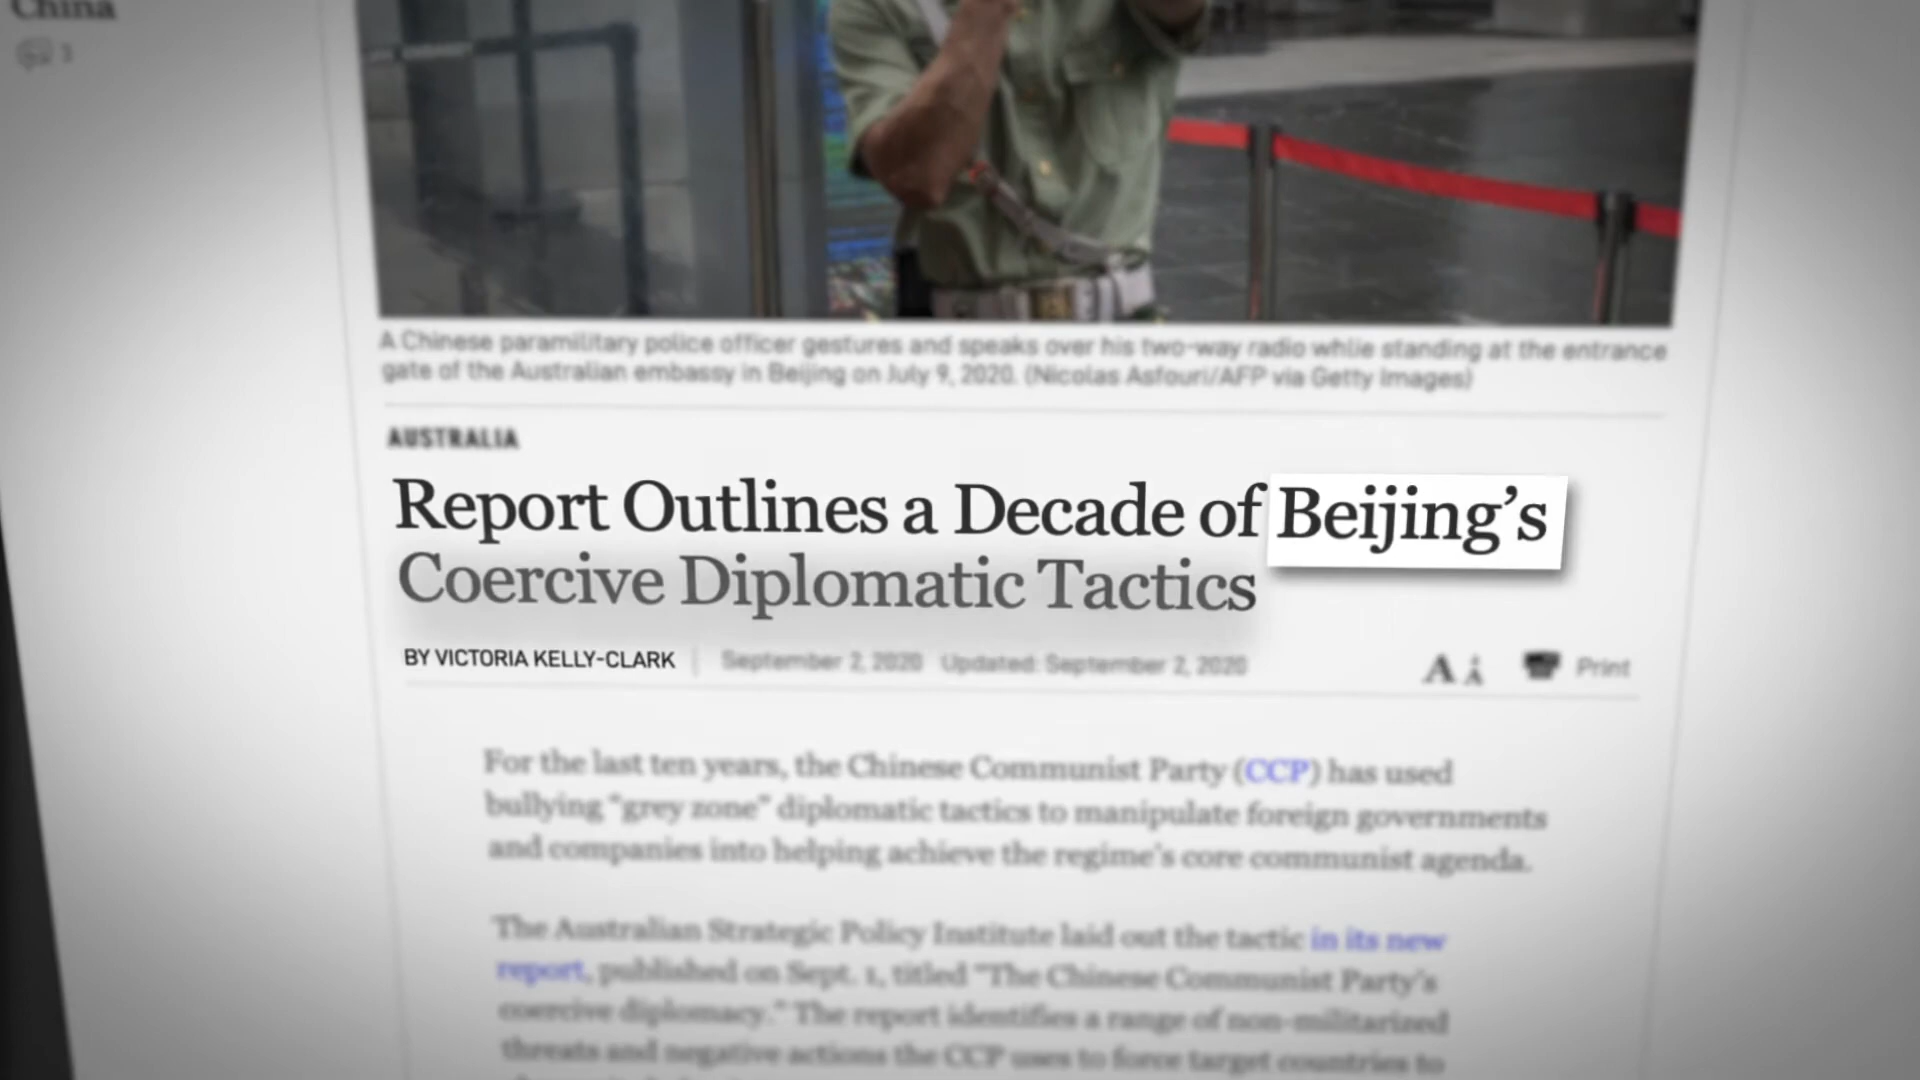 China
3
A Chinese paramilitary police officer gestures and speaks over his two-way radio while standing at the entrance
gate of the Australian embassy in Beijing on July 9, 2020. (Nicolas Asfouri/AFP via Getty Images)
AUSTRALIA
Report Outlines a Decade of Beijing’s
Coercive Diplomatic Tactics
BY VICTORIA KELLY-CLARK September 2, 2020 Updated: September 2, 2020 A A Print
For the last ten years, the Chinese Communist Party (CCP) has used
bullying “grey zone” diplomatic tactics to manipulate foreign governments
and companies into helping achieve the regime’s core communist agenda.
The Australian Strategic Policy Institute laid out the tactic in its new
report, published on Sept. 1, titled “The Chinese Communist Party’s
coercive diplomacy.” The report identifies a range of non-militarized
threats and negative actions the CCP uses to force target countries to